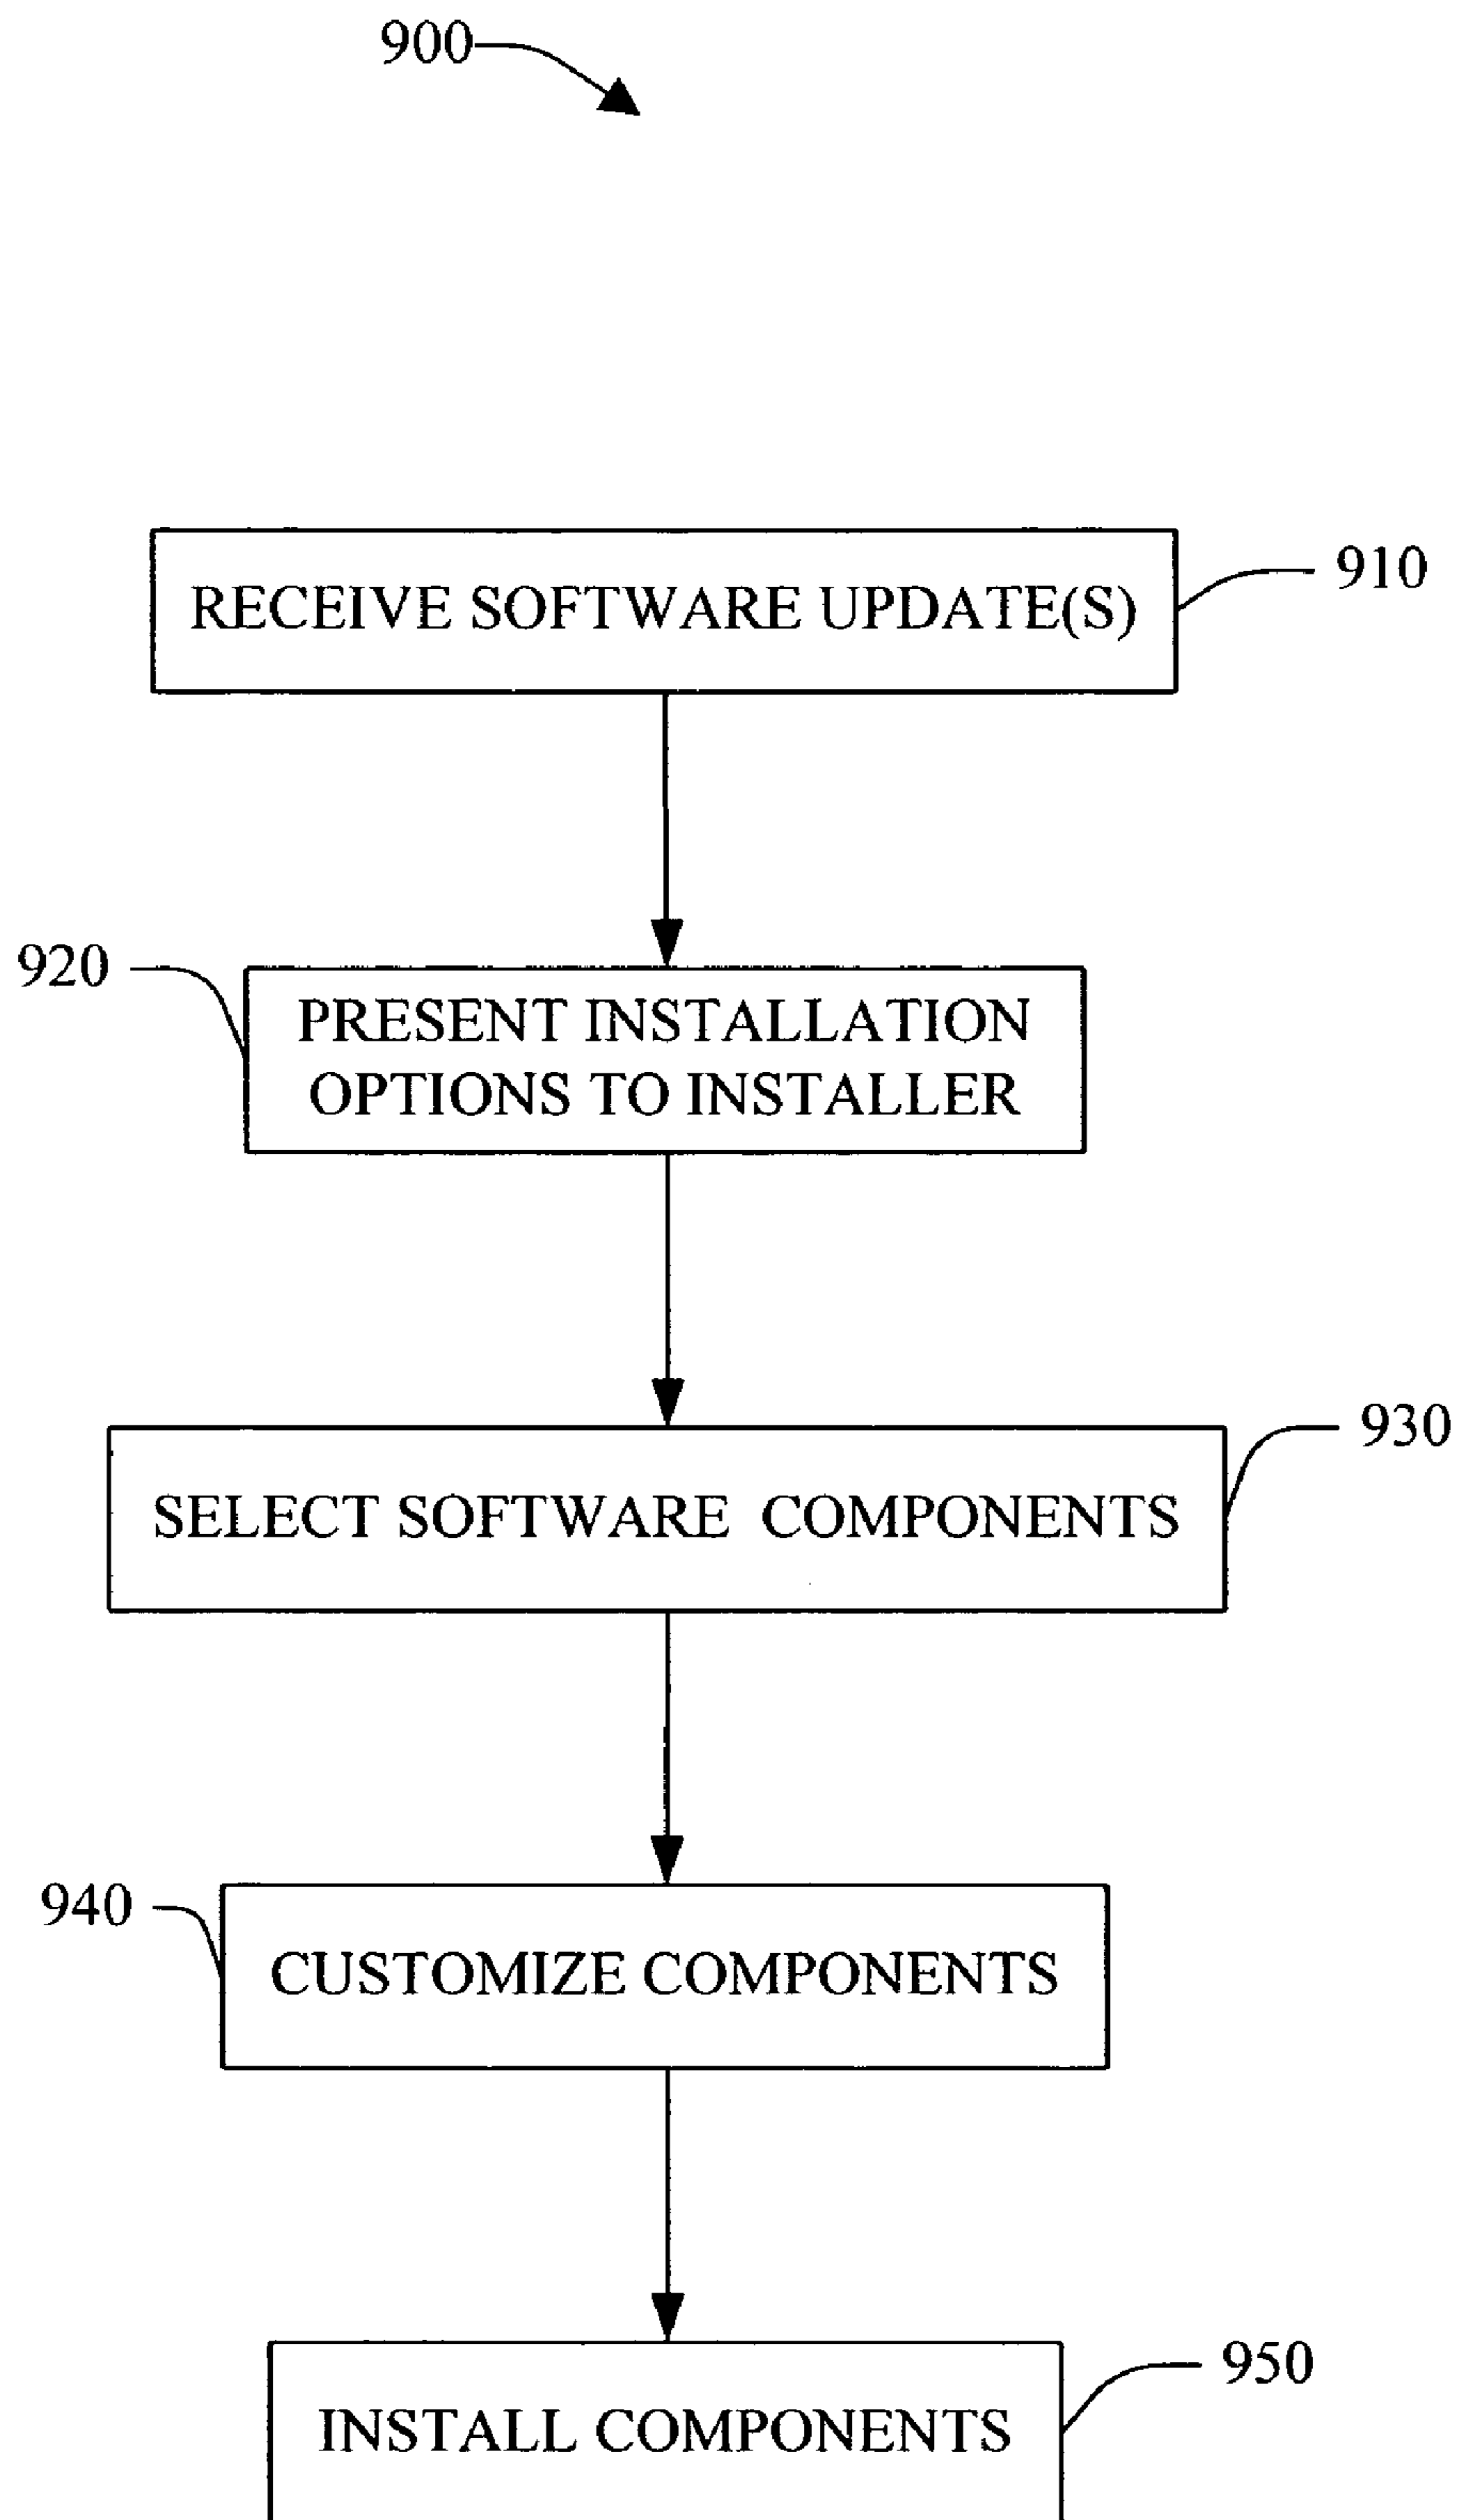 900
RECEIVE SOFTWARE UPDATE(S)
910
920
PRESENT INSTALLATION
OPTIONS TO INSTALLER
930
SELECT SOFTWARE COMPONENTS
940
CUSTOMIZE COMPONENTS
950
INSTALL COMPONENTS